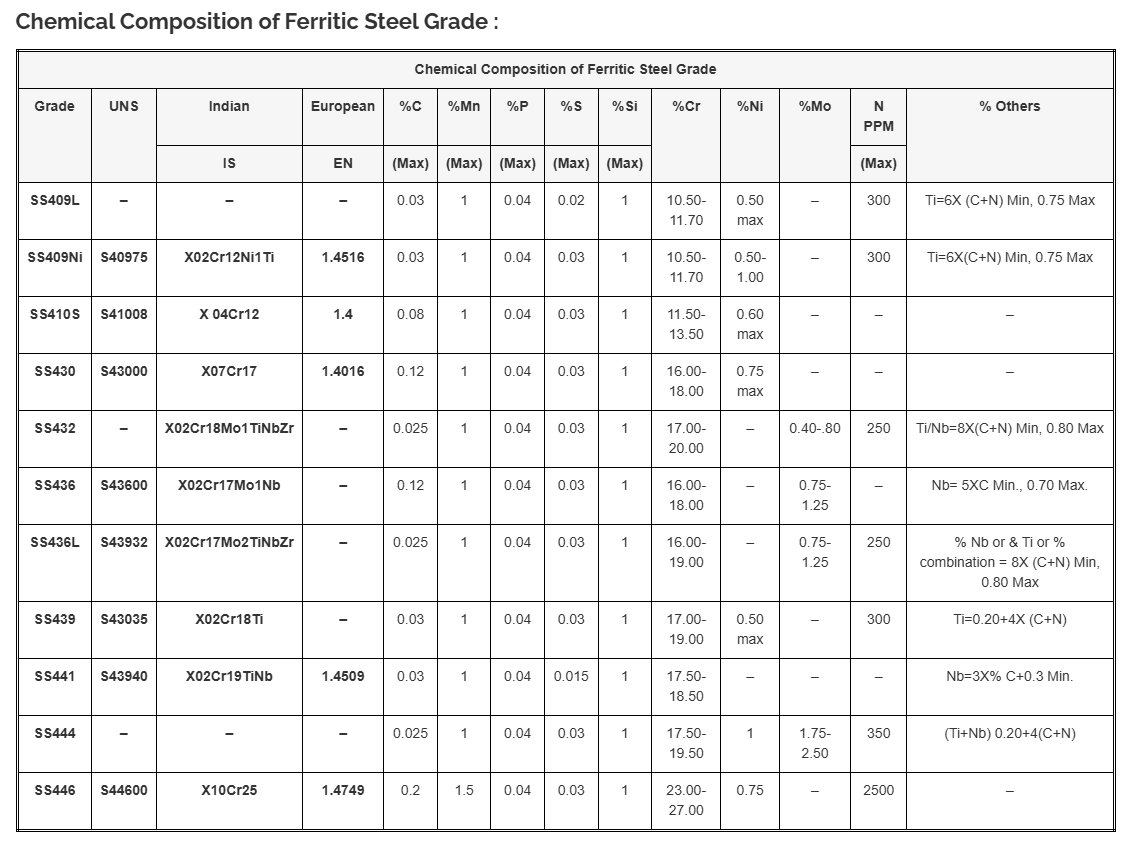 Chemical Composition of Ferritic Steel Grade :
Chemical Composition of Ferritic Steel Grade
Grade UNS Indian European %C %Mn %P %S %Si %Cr %Ni %Mo N PPM % Others
IS EN (Max) (Max) (Max) (Max) (Max) (Max)
SS409L – – – 0.03 1 0.04 0.02 1 10.50-11.70 0.50 max – 300 Ti=6X (C+N) Min, 0.75 Max
SS409Ni S40975 X02Cr12Ni1Ti 1.4516 0.03 1 0.04 0.03 1 10.50-11.70 0.50-1.00 – 300 Ti=6X(C+N) Min, 0.75 Max
SS410S S41008 X 04Cr12 1.4 0.08 1 0.04 0.03 1 11.50-13.50 0.60 max – – –
SS430 S43000 X07Cr17 1.4016 0.12 1 0.04 0.03 1 16.00-18.00 0.75 max – – –
SS432 – X02Cr18Mo1TiNbZr – 0.025 1 0.04 0.03 1 17.00-20.00 – 0.40-.80 250 Ti/Nb=8X(C+N) Min, 0.80 Max
SS436 S43600 X02Cr17Mo1Nb – 0.12 1 0.04 0.03 1 16.00-18.00 – 0.75-1.25 – Nb= 5XC Min., 0.70 Max.
SS436L S43932 X02Cr17Mo2TiNbZr – 0.025 1 0.04 0.03 1 16.00-19.00 – 0.75-1.25 250 % Nb or & Ti or % combination = 8X (C+N) Min, 0.80 Max
SS439 S43035 X02Cr18Ti – 0.03 1 0.04 0.03 1 17.00-19.00 0.50 max – 300 Ti=0.20+4X (C+N)
SS441 S43940 X02Cr19TiNb 1.4509 0.03 1 0.04 0.015 1 17.50-18.50 – – – Nb=3X% C+0.3 Min.
SS444 – – – 0.025 1 0.04 0.03 1 17.50-19.50 1 1.75-2.50 350 (Ti+Nb) 0.20+4(C+N)
SS446 S44600 X10Cr25 1.4749 0.2 1.5 0.04 0.03 1 23.00-27.00 0.75 – 2500 –